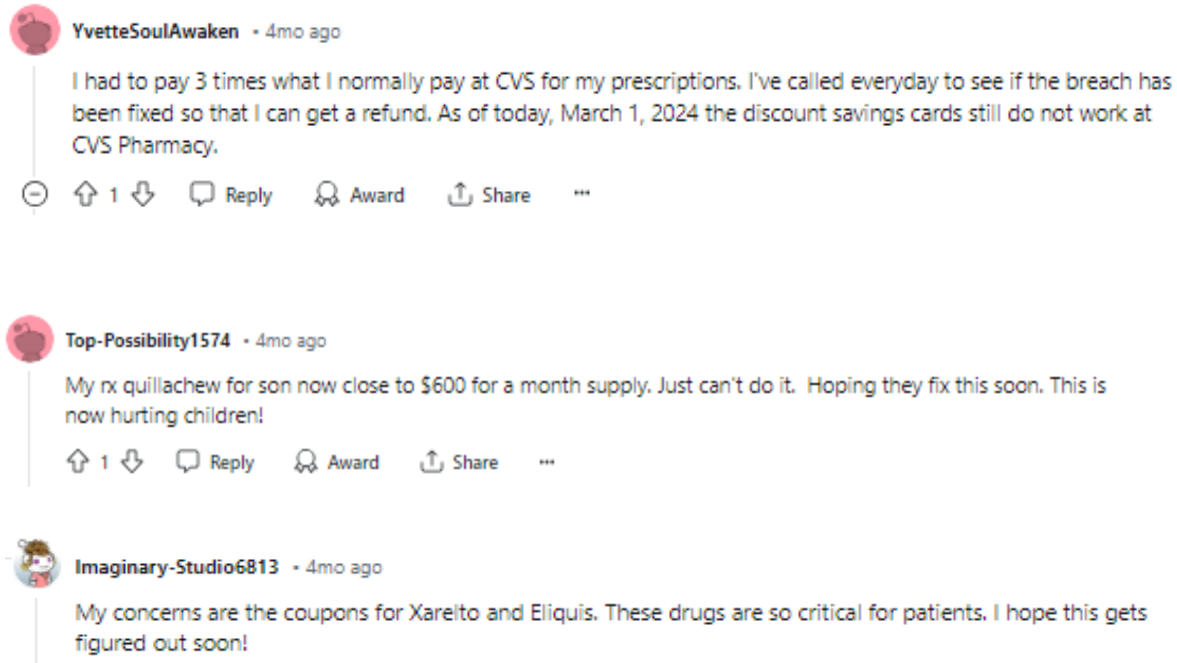 YvetteSoulAwaken • 4mo ago
I had to pay 3 times what I normally pay at CVS for my prescriptions. I've called everyday to see if the breach has
been fixed so that I can get a refund. As of today, March 1, 2024 the discount savings cards still do not work at
CVS Pharmacy.
1 Reply Award Share ...
Top-Possibility1574 • 4mo ago
My rx quillachew for son now close to $600 for a month supply. Just can't do it. Hoping they fix this soon. This is
now hurting children!
1 Reply Award Share ...
Imaginary-Studio6813 • 4mo ago
My concerns are the coupons for Xarelto and Eliquis. These drugs are so critical for patients. I hope this gets
figured out soon!